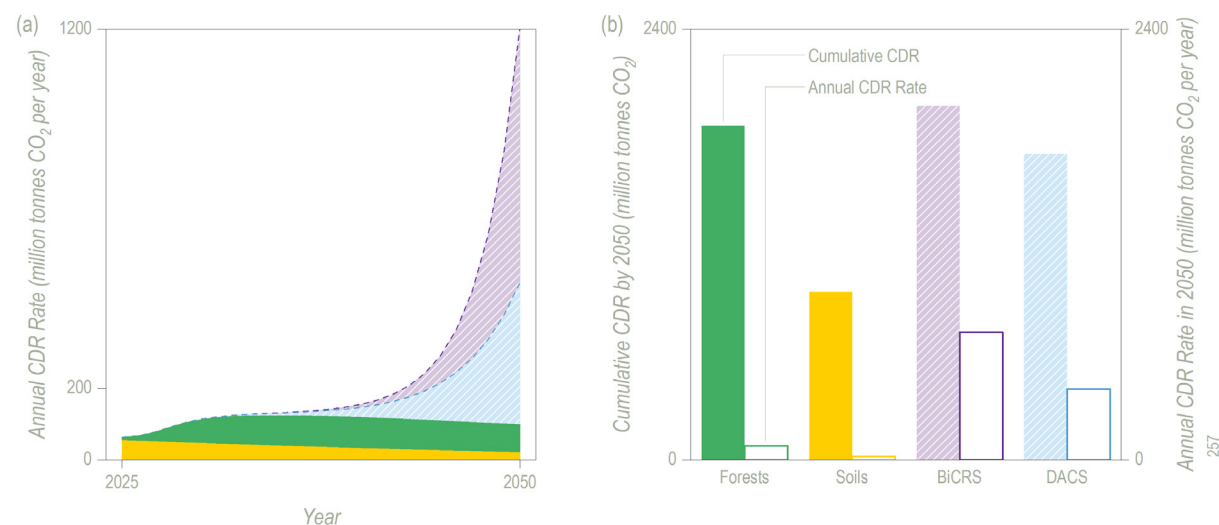 (a)
1200
200
0
Annual CDR Rate (million tonnes CO₂ per year)
2025
2050
Year
(b)
2400
0
Cumulative CDR by 2050 (million tonnes CO₂)
Cumulative CDR
Annual CDR Rate
Forests
Soils
BiCRS
DACS
2400
0
Annual CDR Rate in 2050 (million tonnes CO₂ per year)
257